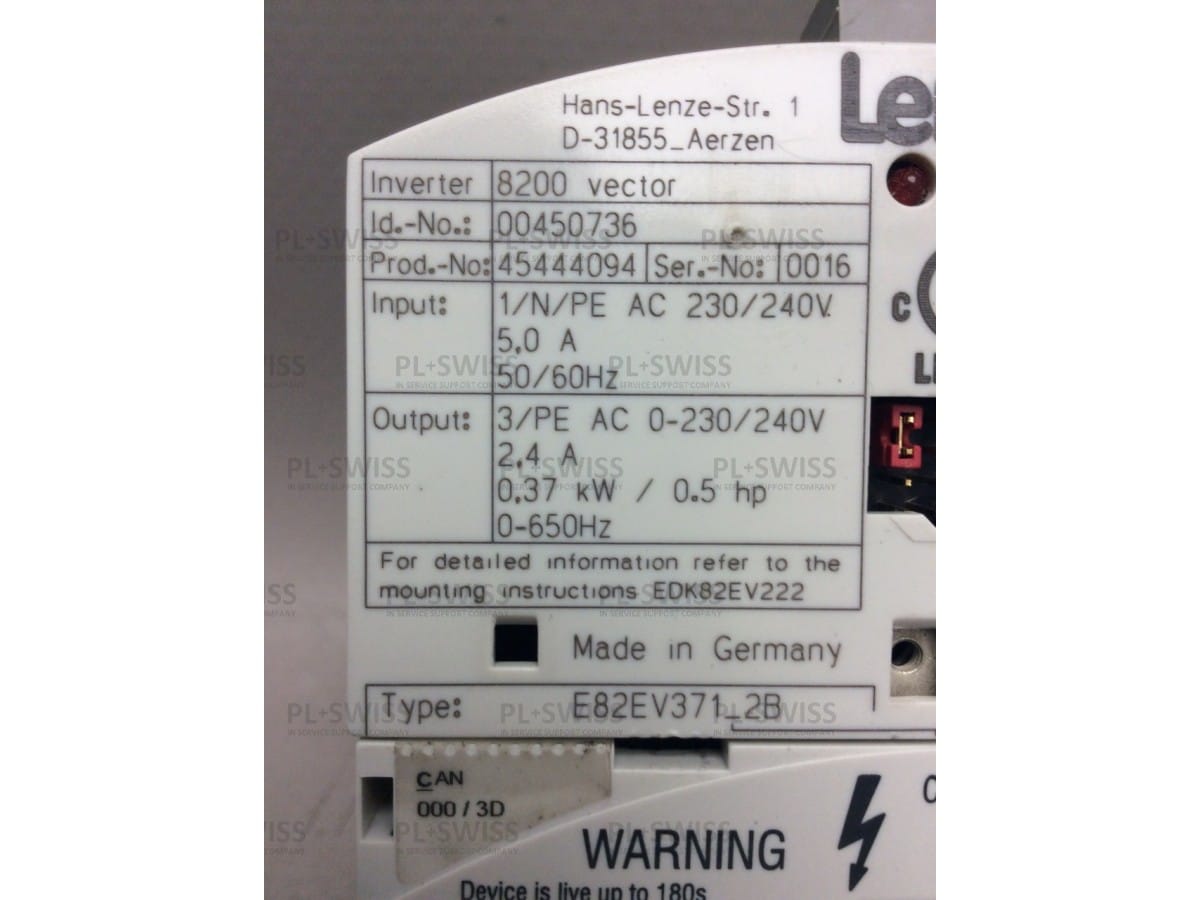 Hans-Lenze-Str. 1
D-31855_Aerzen
Inverter 8200 vector
Id.-No.: 00450736
Prod.-No: 45444094 Ser.-No: 0016
Input: 1/N/PE AC 230/240V
5,0 A
50/60Hz
Output: 3/PE AC 0-230/240V
2,4 A
0,37 kW / 0.5 hp
0-650Hz
For detailed information refer to the
mounting instructions EDK82EV222
Made in Germany
Type: E82EV371_2B
CAN
000 / 3D
WARNING
Device is live up to 180s
PL+SWISS
IN SERVICE SUPPORT COMPANY